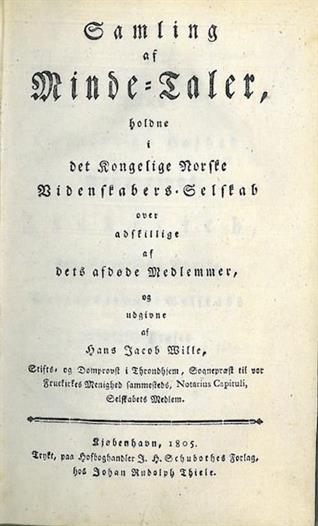 Samling
af
Minde-Taler,
holdne
i
det Kongelige Norske
Videnskabers-Selskab
over
adskillige
af
dets afdøde Medlemmer,
og
udgivne
af
Hans Jacob Wille,
Stifts- og Domprovst i Throndhjem, Sognepræst til vor
Fruekirkes Menighed sammesteds, Notarius Capituli,
Selskabets Medlem.
Kjøbenhavn, 1805.
Trykt, paa Hofboghandler J. H. Schubothes Forlag,
hos Johan Rudolph Thiele.